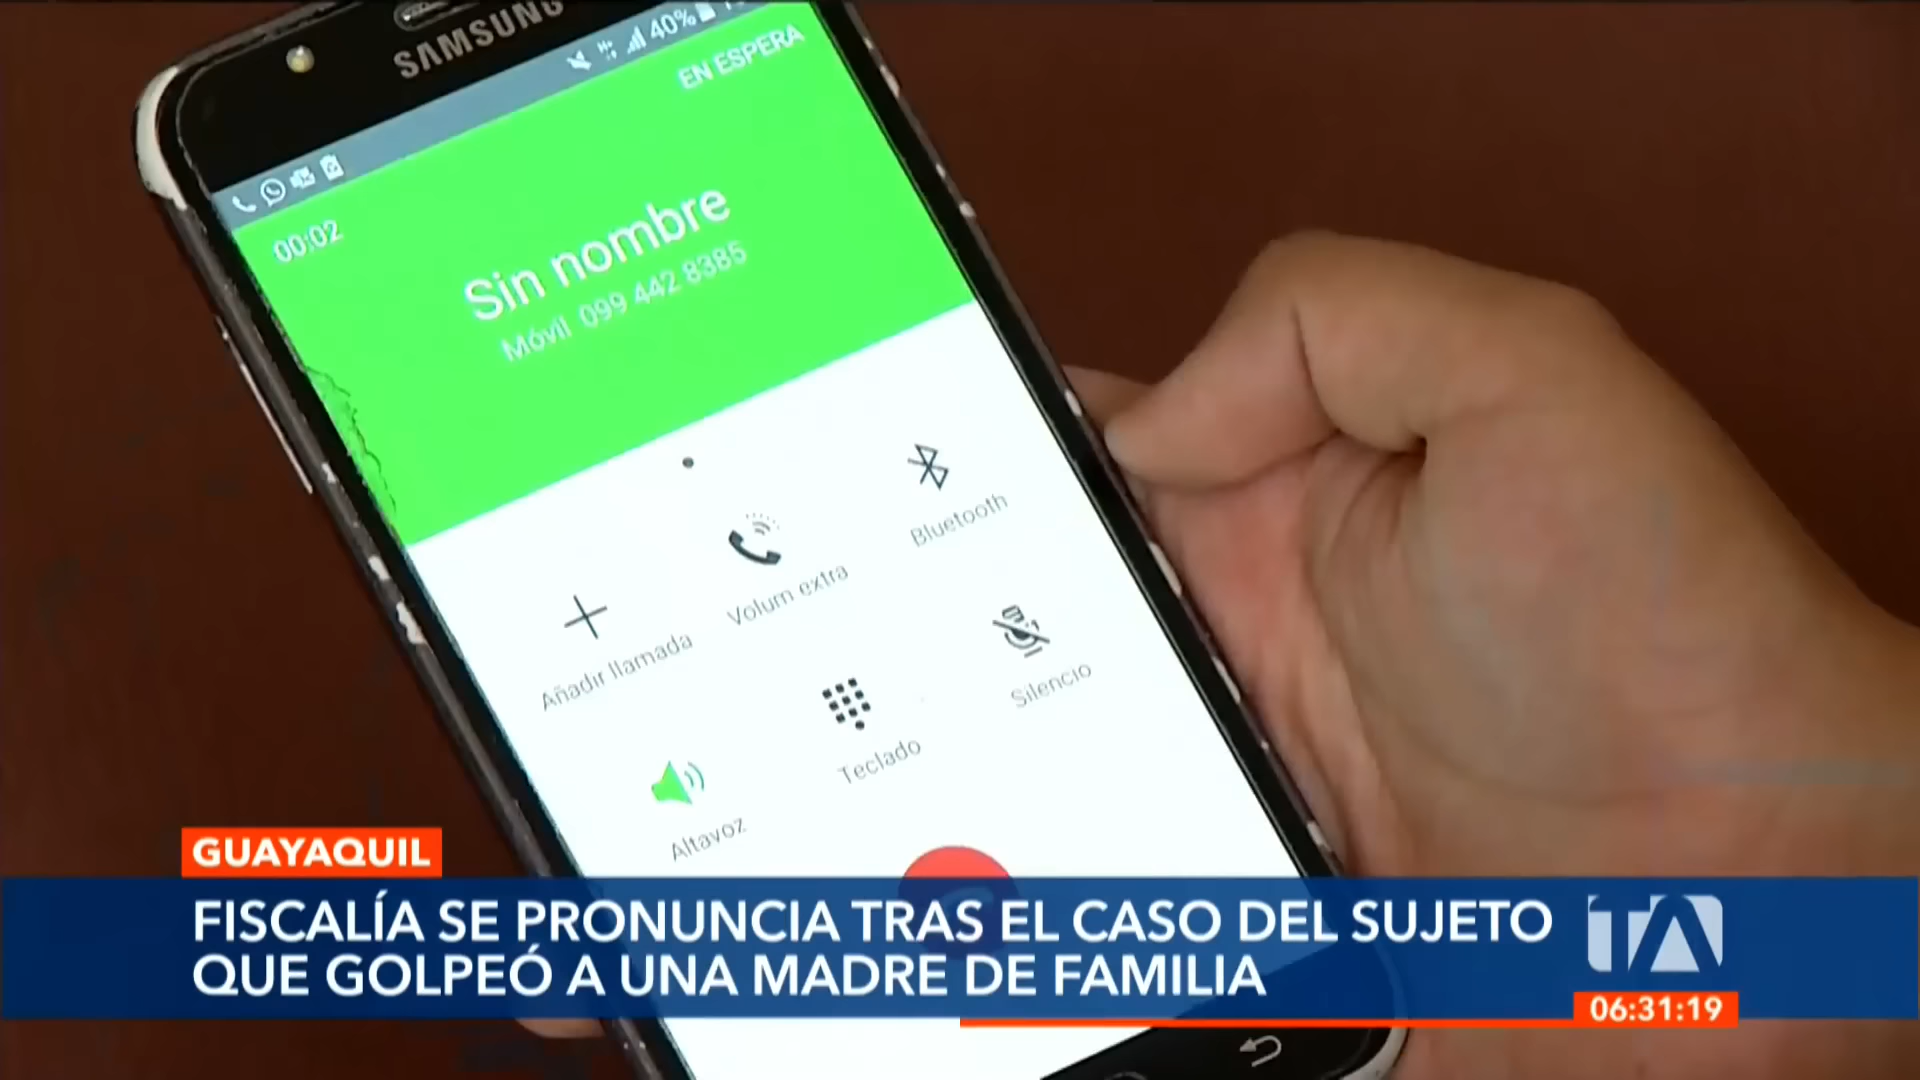 SAMSUNG
40%
EN ESPERA
00:02
Sin nombre
Móvil 099 442 8385
Bluetooth
Volum extra
Añadir llamada
Silencio
Teclado
Altavoz
GUAYAQUIL
FISCALÍA SE PRONUNCIA TRAS EL CASO DEL SUJETO
QUE GOLPEÓ A UNA MADRE DE FAMILIA
TA
06:31:19